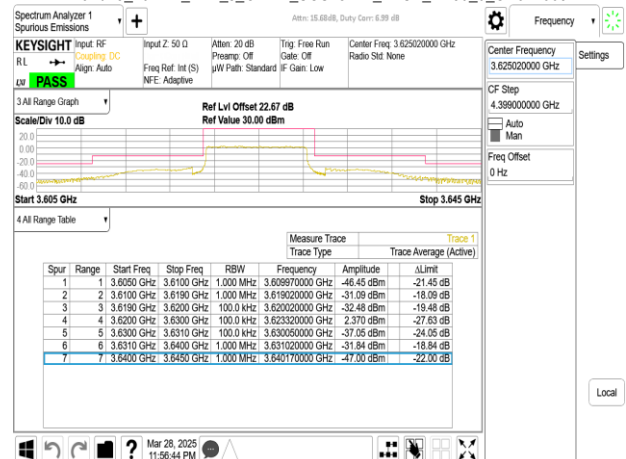 Spectrum Analyzer 1
Spurious Emissions
Attn: 15.68dB, Duty Corr: 6.99 dB
Frequency
KEYSIGHT
RL
PASS
Input: RF
Coupling: DC
Align: Auto
Input Z: 50 Ω
Freq Ref: Int (S)
NFE: Adaptive
Atten: 20 dB
Preamp: Off
µW Path: Standard
Trig: Free Run
Gate: Off
IF Gain: Low
Center Freq: 3.625020000 GHz
Radio Std: None
Center Frequency
3.625020000 GHz
Settings
CF Step
4.399000000 GHz
Auto
Man
Freq Offset
0 Hz
3 All Range Graph
Scale/Div 10.0 dB
Ref Lvl Offset 22.67 dB
Ref Value 30.00 dBm
20.0
0.00
-20.0
-40.0
-60.0
Start 3.605 GHz
Stop 3.645 GHz
4 All Range Table
Measure Trace Trace 1
Trace Type Trace Average (Active)
Spur Range Start Freq Stop Freq RBW Frequency Amplitude ΔLimit
1 1 3.6050 GHz 3.6100 GHz 1.000 MHz 3.609970000 GHz -46.45 dBm -21.45 dB
2 2 3.6100 GHz 3.6190 GHz 1.000 MHz 3.619020000 GHz -31.09 dBm -18.09 dB
3 3 3.6190 GHz 3.6200 GHz 100.0 kHz 3.620020000 GHz -32.48 dBm -19.48 dB
4 4 3.6200 GHz 3.6300 GHz 100.0 kHz 3.623320000 GHz 2.370 dBm -27.63 dB
5 5 3.6300 GHz 3.6310 GHz 100.0 kHz 3.630050000 GHz -37.05 dBm -24.05 dB
6 6 3.6310 GHz 3.6400 GHz 1.000 MHz 3.631020000 GHz -31.84 dBm -18.84 dB
7 7 3.6400 GHz 3.6450 GHz 1.000 MHz 3.640170000 GHz -47.00 dBm -22.00 dB
Local
Mar 28, 2025
11:56:44 PM